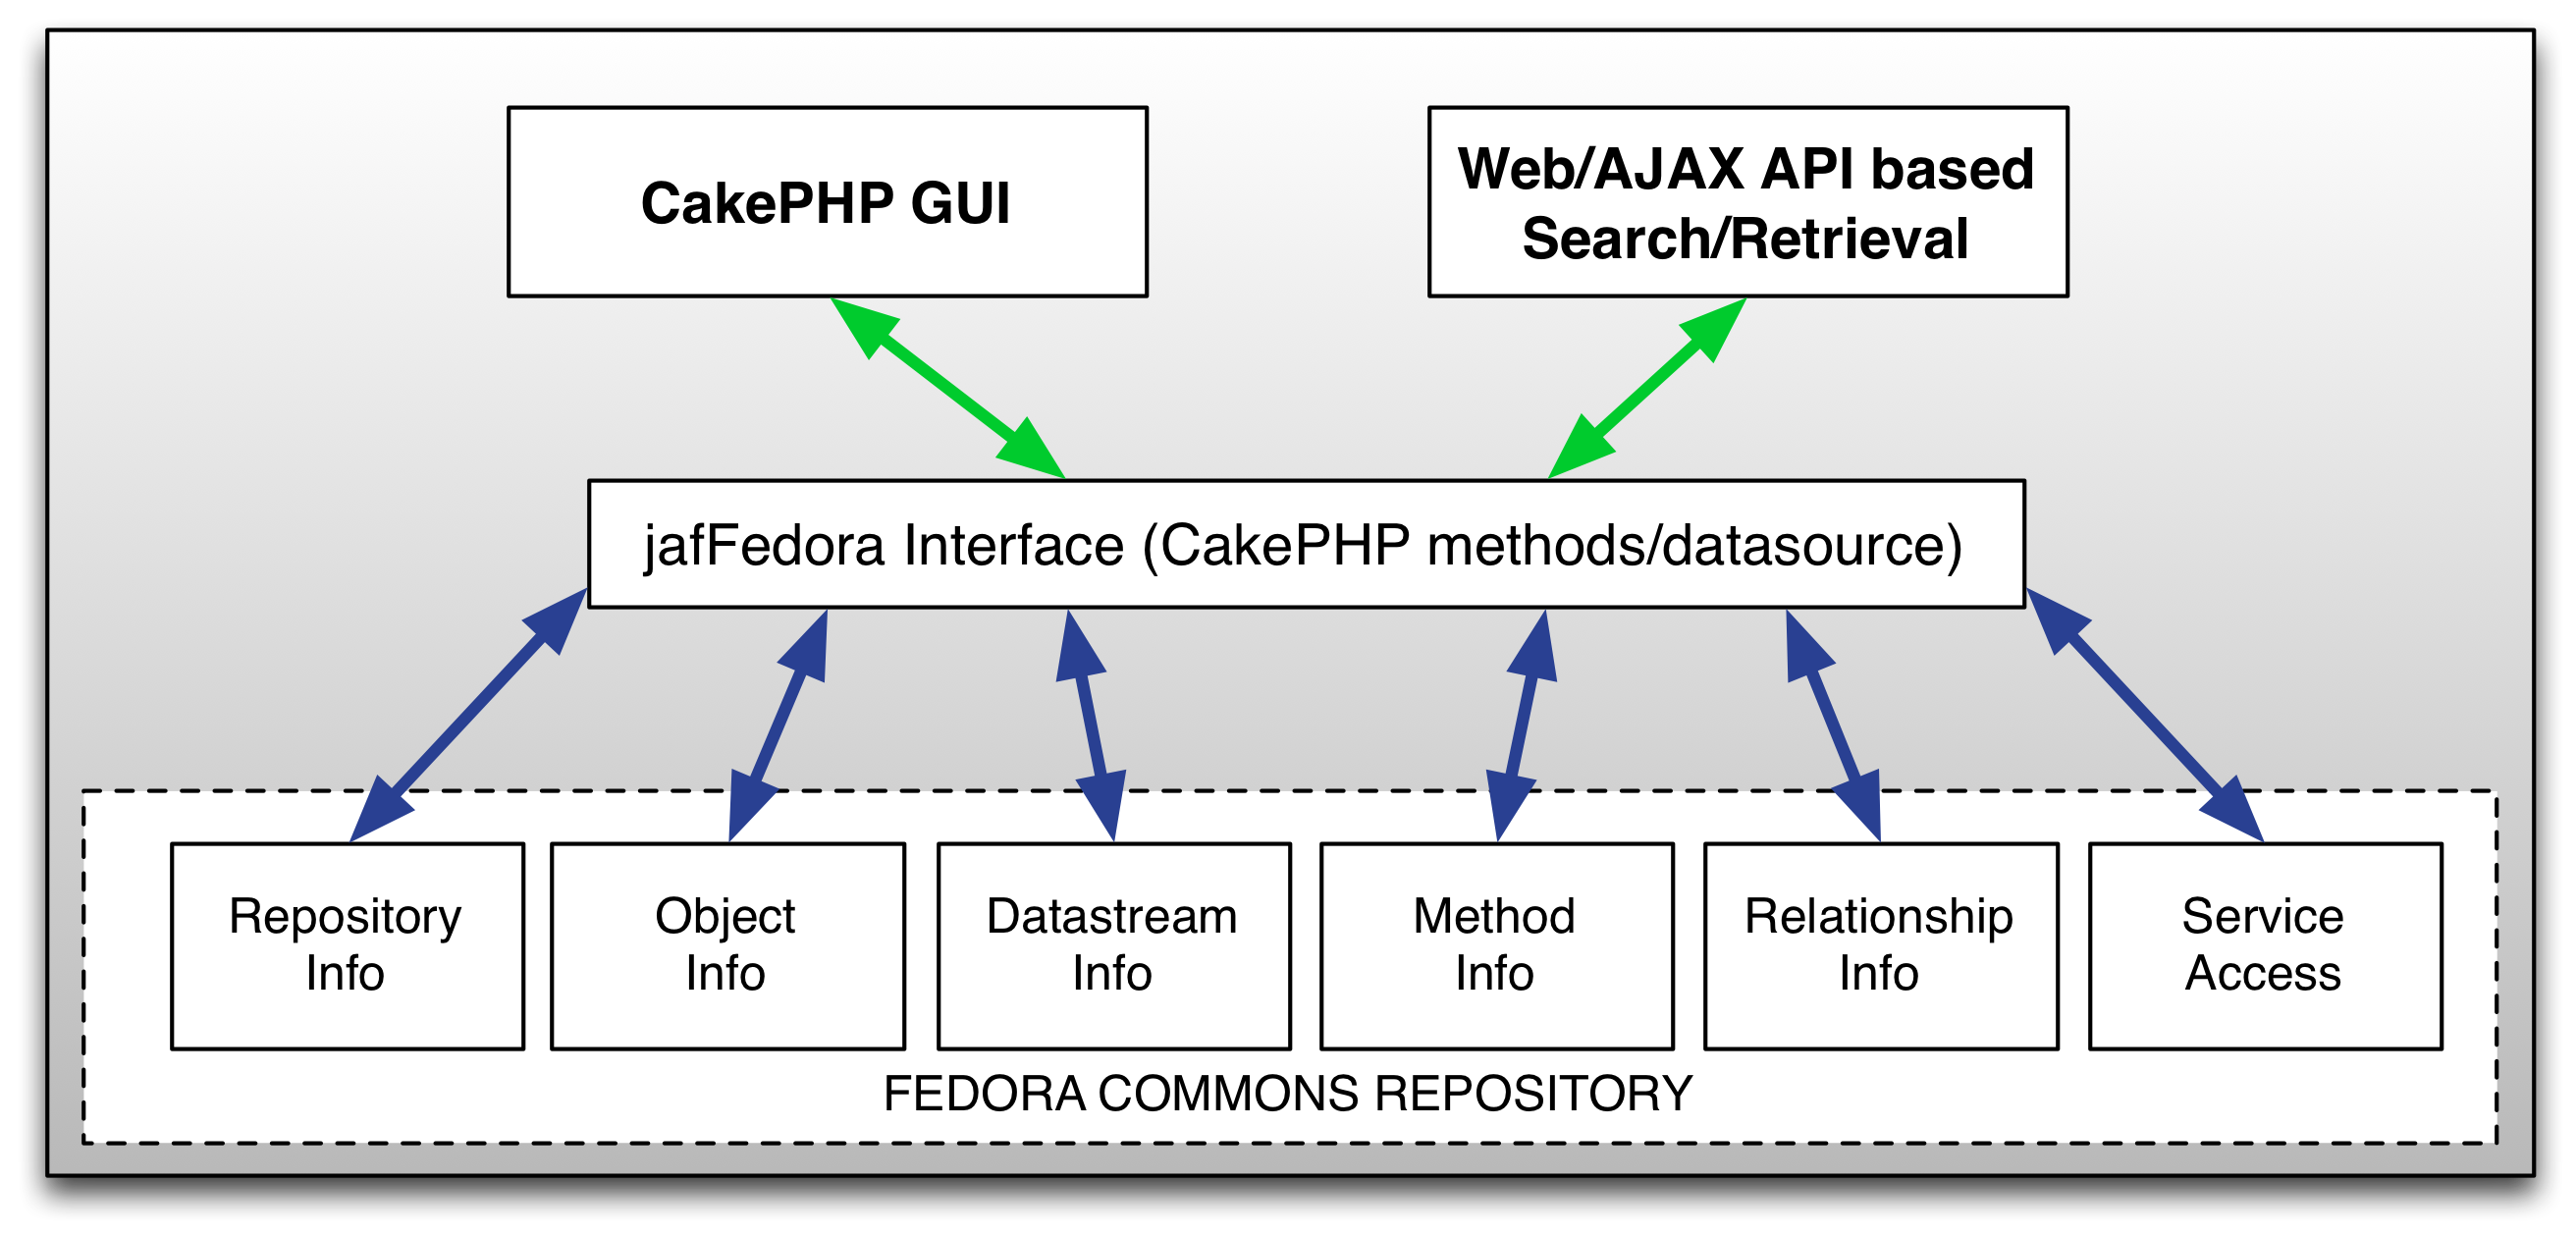 CakePHP GUI
Web/AJAX API based
Search/Retrieval
jafFedora Interface (CakePHP methods/datasource)
Repository
Info
Object
Info
Datastream
Info
Method
Info
Relationship
Info
Service
Access
FEDORA COMMONS REPOSITORY